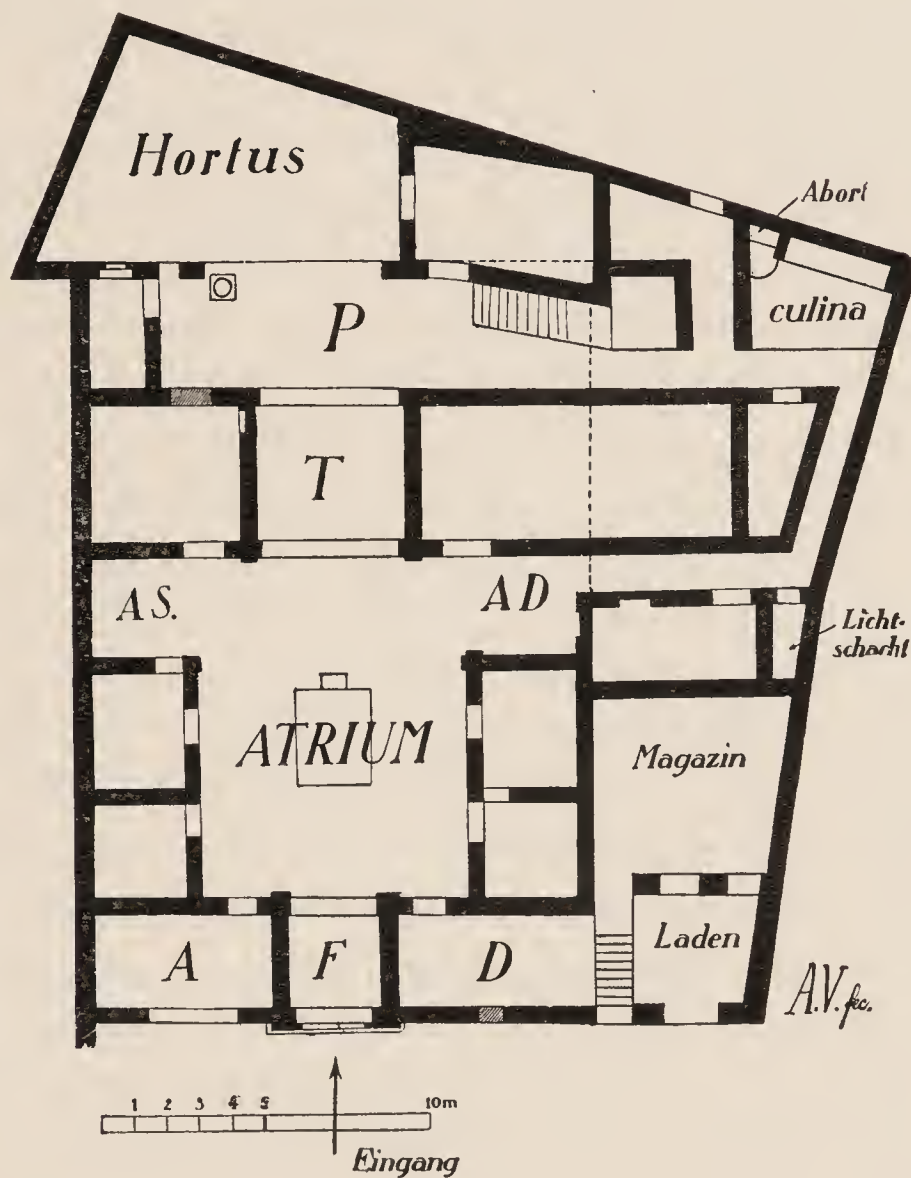 Hortus
Abort
culina
P
T
AS.
AD
Licht-
schacht
ATRIUM
Magazin
Laden
A
F
D
A.V. fec.
1 2 3 4 5 10m
Eingang